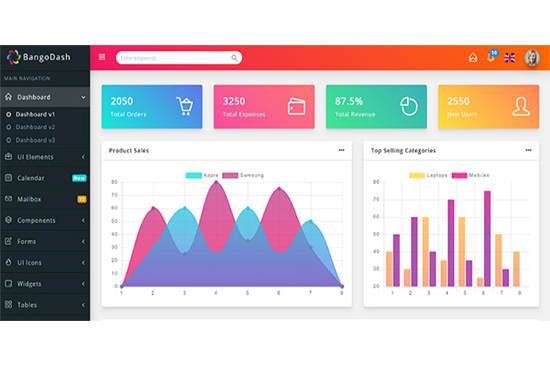 BangoDash
Enter keywords
10
MAIN NAVIGATION
Dashboard
Dashboard v1
Dashboard v2
Dashboard v3
UI Elements
Calendar New
Mailbox 12
Components
Forms
UI Icons
Widgets
Tables
2050
Total Orders
3250
Total Expenses
87.5%
Total Revenue
2550
New Users
Product Sales
Apple Samsung
80
70
60
50
40
30
20
10
0
1 2 3 4 5 6 7 8
Top Selling Categories
Laptops Mobiles
80
70
60
50
40
30
20
1 2 3 4 5 6 7 8